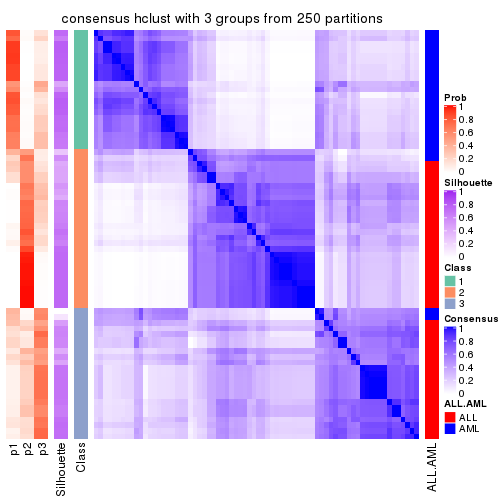 consensus hclust with 3 groups from 250 partitions
Prob
1
0.8
0.6
0.4
0.2
0
Silhouette
1
0.8
0.6
0.4
0.2
0
Class
1
2
3
Consensus
1
0.8
0.6
0.4
0.2
0
ALL.AML
ALL
AML
p1
p2
p3
Silhouette
Class
ALL.AML